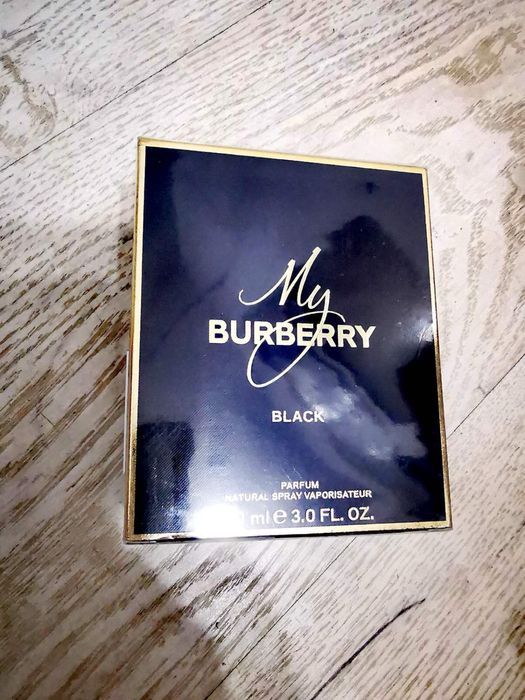 My
BURBERRY
BLACK
PARFUM
NATURAL SPRAY VAPORISATEUR
ml e 3.0 FL. OZ.